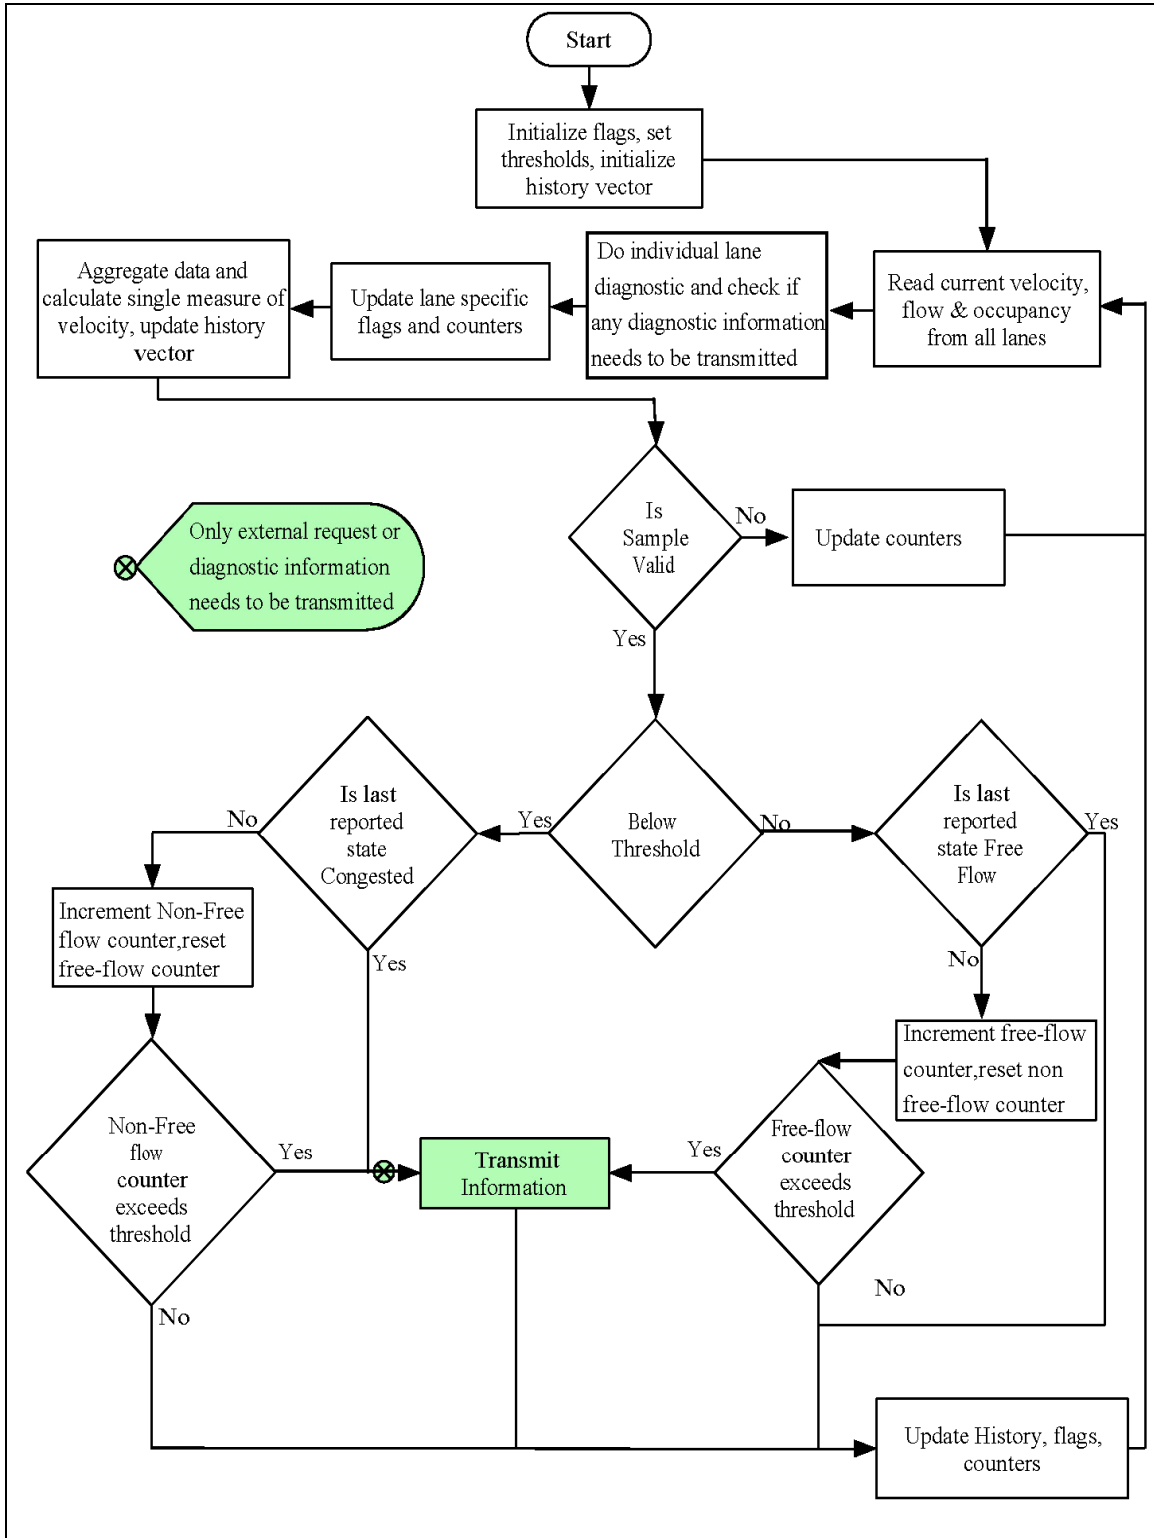 Start
Initialize flags, set
thresholds, initialize
history vector
Aggregate data and
calculate single measure of
velocity, update history
vector
Update lane specific
flags and counters
Do individual lane
diagnostic and check if
any diagnostic information
needs to be transmitted
Read current velocity,
flow & occupancy
from all lanes
Only external request or
diagnostic information
needs to be transmitted
Is
Sample
Valid
No
Update counters
Yes
No
Is last
reported
state
Congested
Yes
Below
Threshold
No
Is last
reported
state Free
Flow
Yes
Increment Non-Free
flow counter,reset
free-flow counter
Yes
No
Increment free-flow
counter,reset non
free-flow counter
Non-Free
flow
counter
exceeds
threshold
Yes
Transmit
Information
Yes
Free-flow
counter
exceeds
threshold
No
No
Update History, flags,
counters